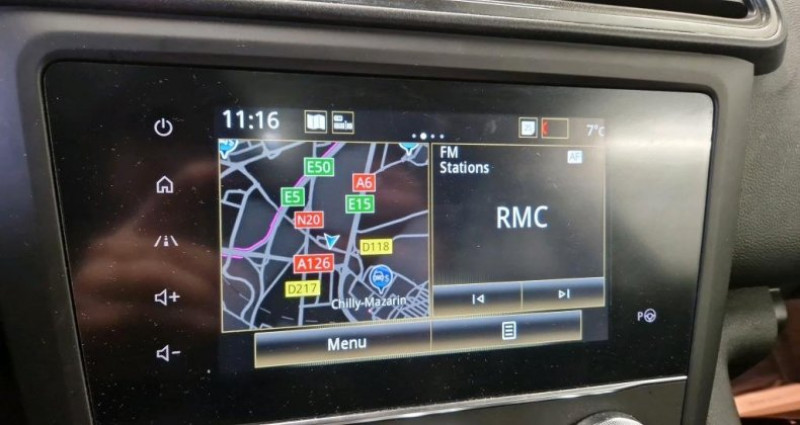 11:16
7°c
E50
A6
E5
E15
N20
D118
A126
D217
Chilly-Mazarin
FM
Stations
AF
RMC
Menu
P